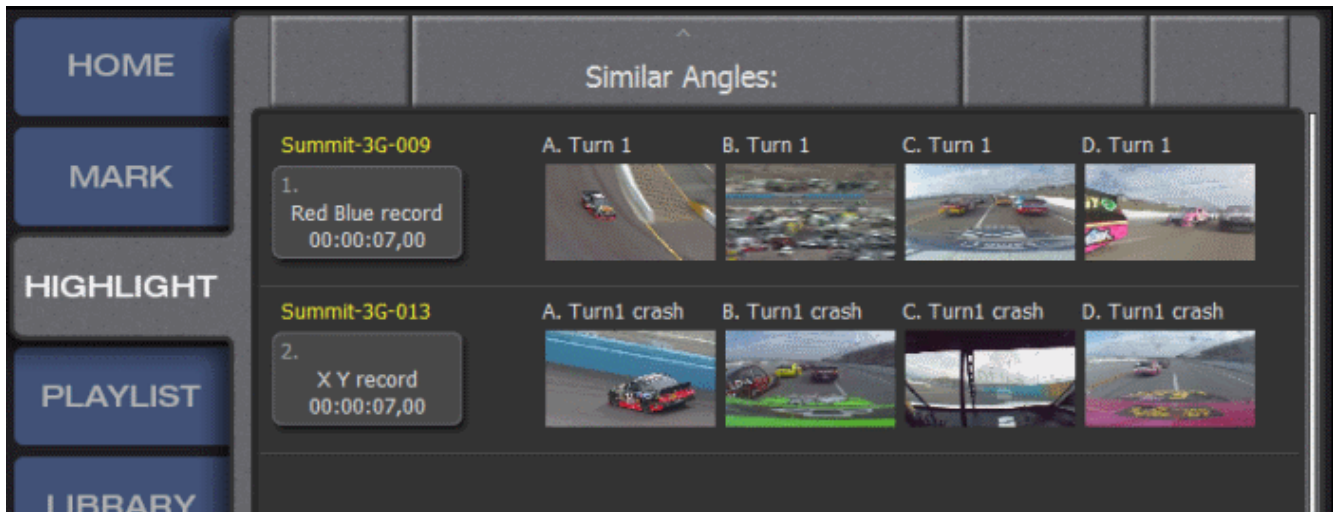 HOME
MARK
HIGHLIGHT
PLAYLIST
LIBRARY
Similar Angles:
Summit-3G-009
1.
Red Blue record
00:00:07,00
A. Turn 1
B. Turn 1
C. Turn 1
D. Turn 1
Summit-3G-013
2.
X Y record
00:00:07,00
A. Turn1 crash
B. Turn1 crash
C. Turn1 crash
D. Turn1 crash